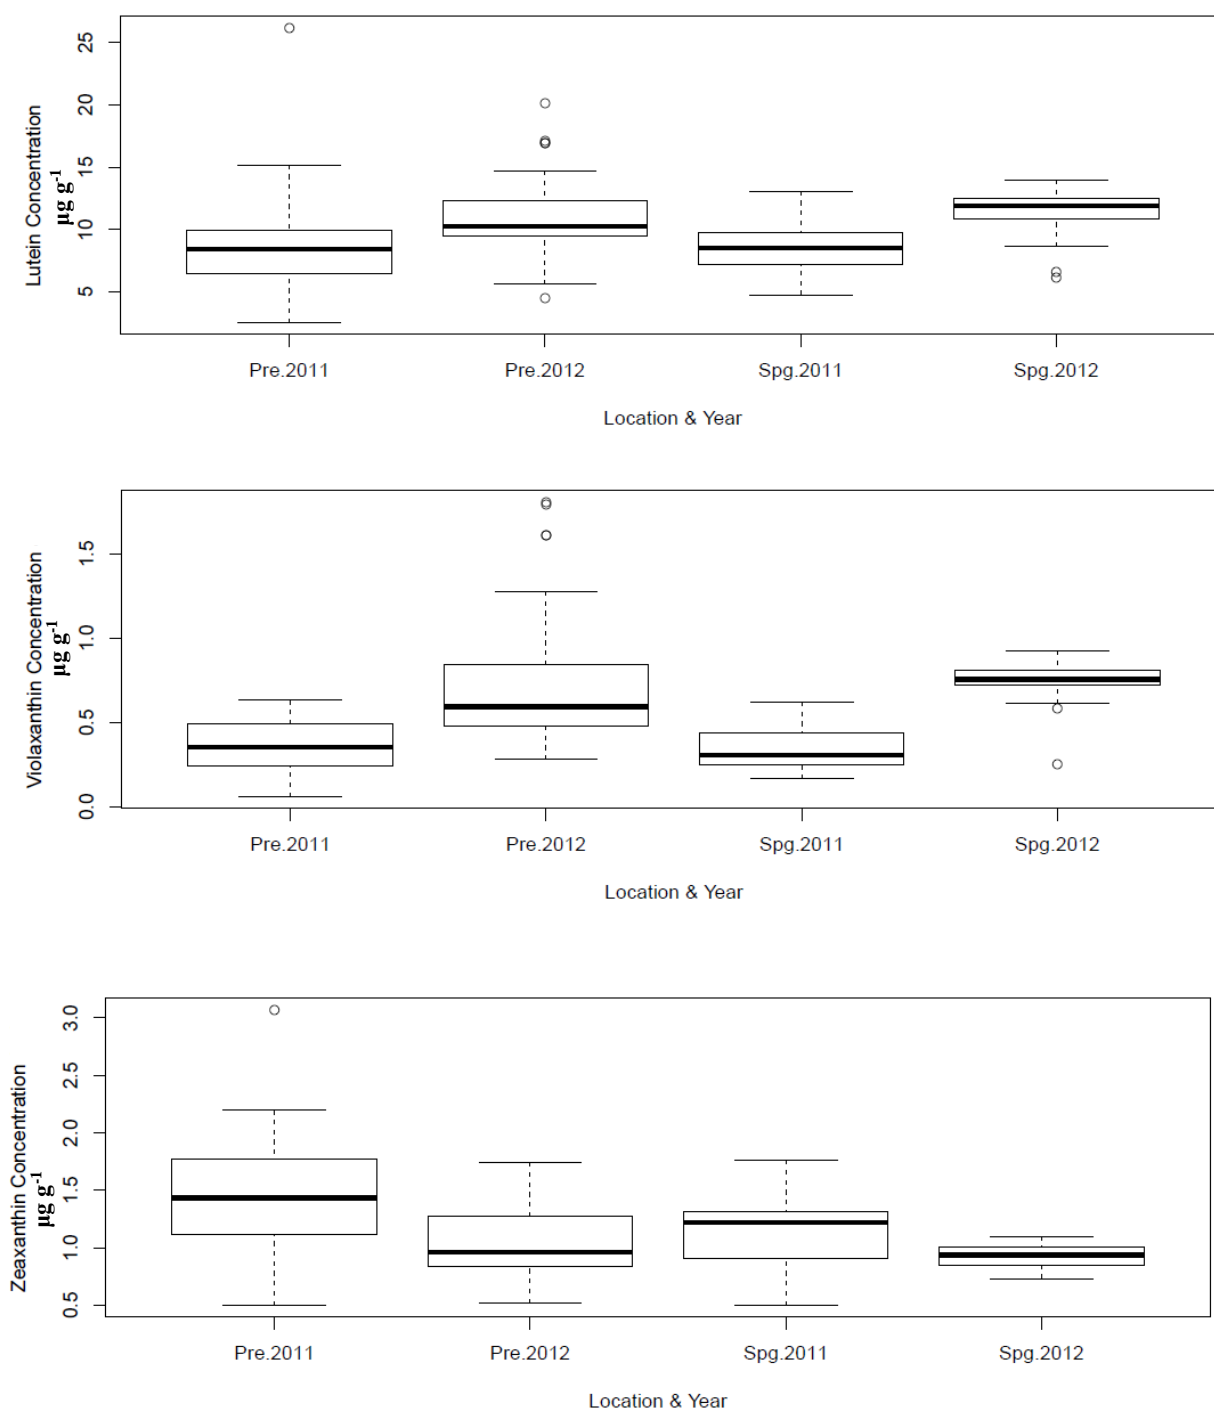 Lutein Concentration
µg g-1
25
20
15
10
5
Pre.2011 Pre.2012 Spg.2011 Spg.2012
Location & Year
Violaxanthin Concentration
µg g-1
1.5
1.0
0.5
0.0
Pre.2011 Pre.2012 Spg.2011 Spg.2012
Location & Year
Zeaxanthin Concentration
µg g-1
3.0
2.5
2.0
1.5
1.0
0.5
Pre.2011 Pre.2012 Spg.2011 Spg.2012
Location & Year